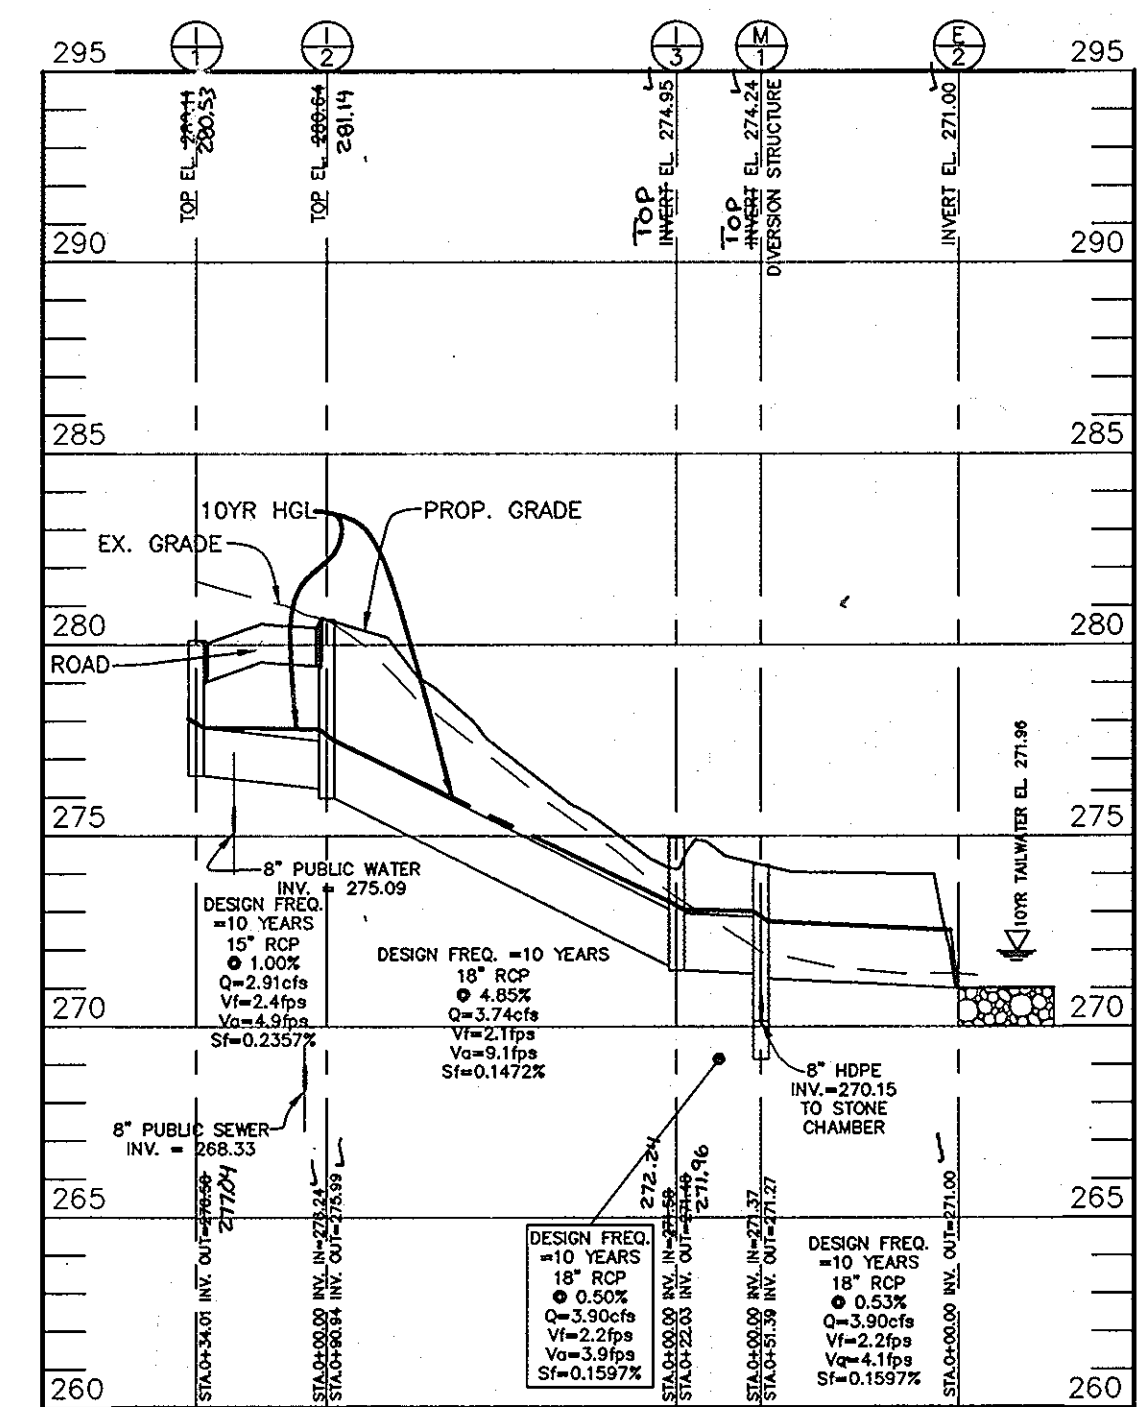 I
1
I
2
I
3
M
1
E
2
295
295
TOP EL.
280.53
TOP EL. 280.64
281.14
TOP
INVERT EL. 274.95
TOP
INVERT EL. 274.24
DIVERSION STRUCTURE
INVERT EL. 271.00
290
290
285
285
10YR HGL
PROP. GRADE
EX. GRADE
280
280
ROAD
10YR TAILWATER EL. 271.96
275
275
8" PUBLIC WATER
INV. = 275.09
DESIGN FREQ.
=10 YEARS
15" RCP
@ 1.00%
Q=2.91cfs
Vf=2.4fps
Va=4.9fps
Sf=0.2357%
DESIGN FREQ. =10 YEARS
18" RCP
@ 4.85%
Q=3.74cfs
Vf=2.1fps
Va=9.1fps
Sf=0.1472%
270
270
8" HDPE
INV.=270.15
TO STONE
CHAMBER
8" PUBLIC SEWER
INV. = 268.33
265
265
STA.0+34.01 INV. OUT=276.58
277.04
STA.0+00.00 INV. IN=276.24
STA.0+90.94 INV. OUT=275.99
272.24
STA.0+00.00 INV. IN=271.58
STA.0+22.03 INV. OUT=271.48
271.96
STA.0+00.00 INV. IN=271.37
STA.0+51.39 INV. OUT=271.27
STA.0+00.00 INV. OUT=271.00
DESIGN FREQ.
=10 YEARS
18" RCP
@ 0.50%
Q=3.90cfs
Vf=2.2fps
Va=3.9fps
Sf=0.1597%
DESIGN FREQ.
=10 YEARS
18" RCP
@ 0.53%
Q=3.90cfs
Vf=2.2fps
Va=4.1fps
Sf=0.1597%
260
260